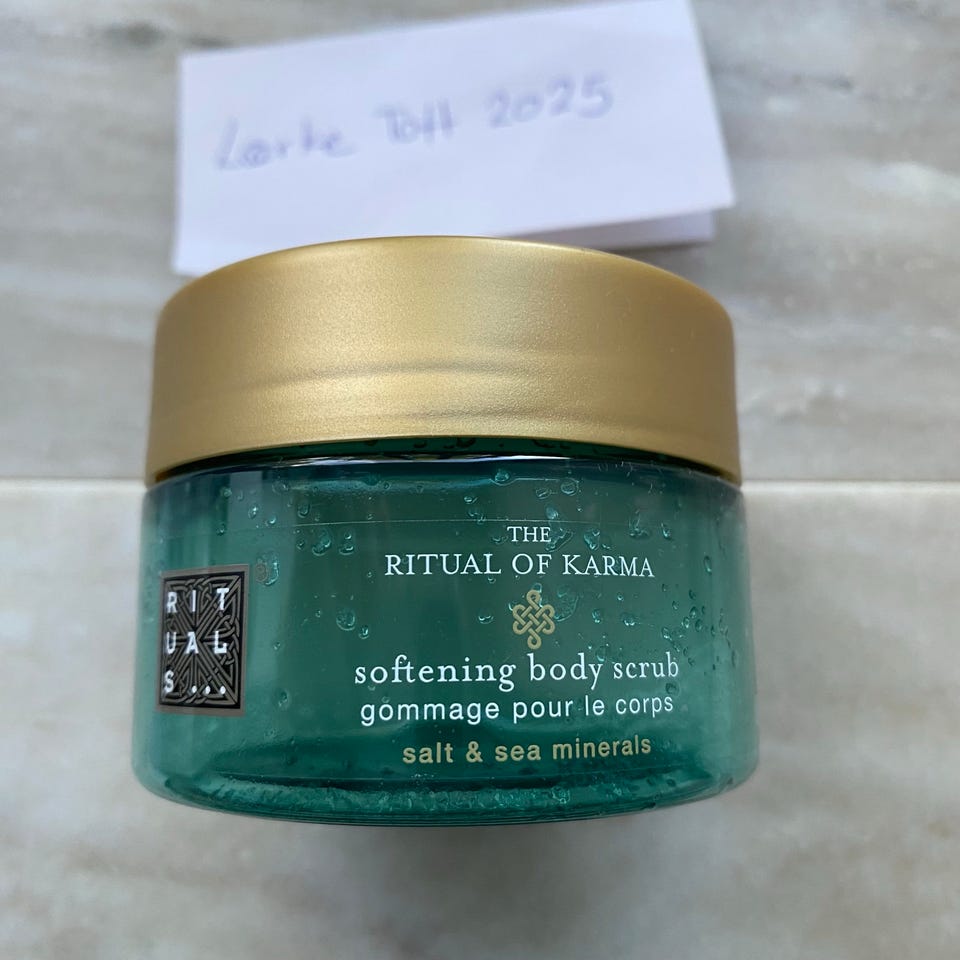 Lærke Toft 2025
THE
RITUAL OF KARMA
RIT
UAL
S...
softening body scrub
gommage pour le corps
salt & sea minerals